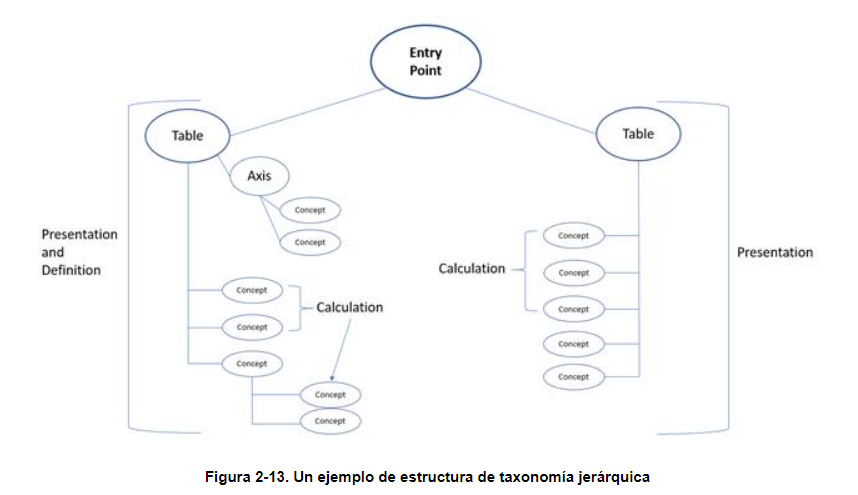 Entry
Point
Table
Table
Axis
Concept
Concept
Presentation
and
Definition
Concept
Concept
Concept
Calculation
Concept
Concept
Calculation
Concept
Concept
Concept
Concept
Concept
Presentation
Figura 2-13. Un ejemplo de estructura de taxonomía jerárquica